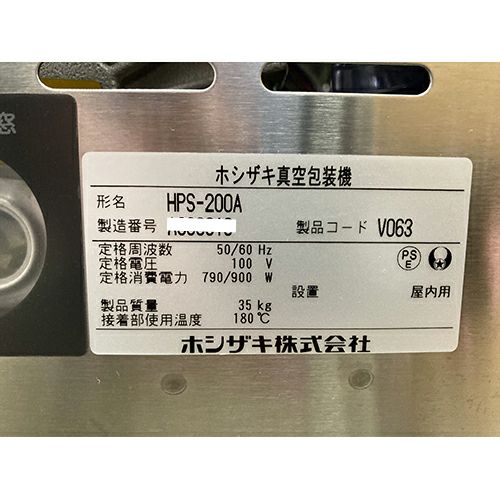 窓
ホシザキ真空包装機
形名 HPS-200A
製造番号 製品コード V063
定格周波数 50/60 Hz
定格電圧 100 V
定格消費電力 790/900 W
PS
E
設置 屋内用
製品質量 35 kg
接着部使用温度 180℃
ホシザキ株式会社